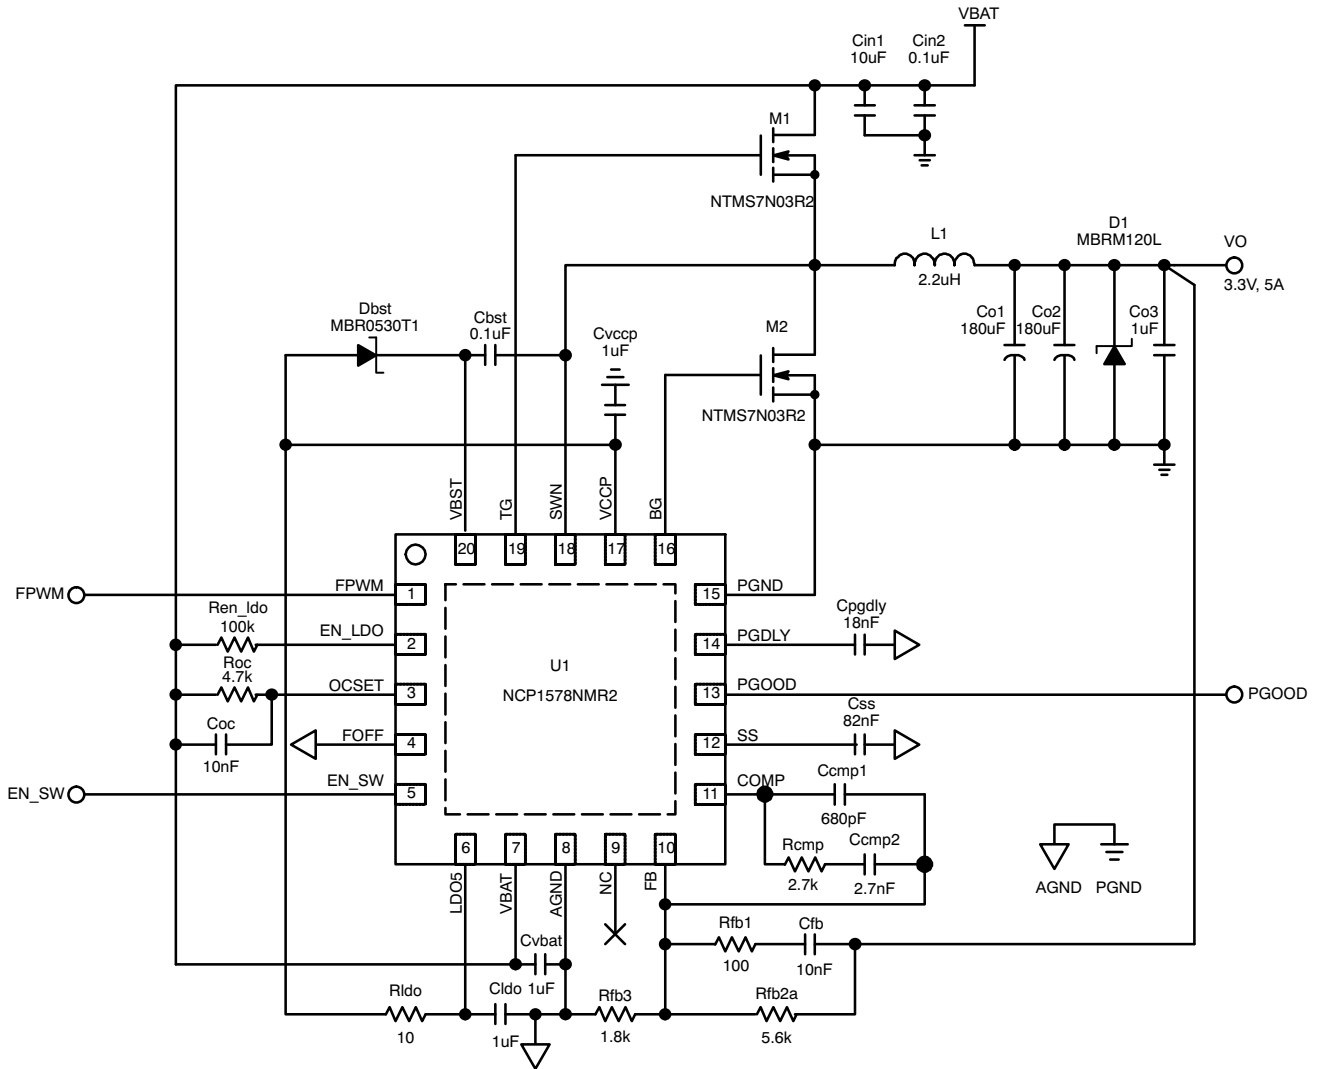 VBAT
Cin1
10uF
Cin2
0.1uF
M1
NTMS7N03R2
D1
MBRM120L
L1
2.2uH
VO
3.3V, 5A
Dbst
MBR0530T1
Cbst
0.1uF
Cvccp
1uF
M2
NTMS7N03R2
Co1
180uF
Co2
180uF
Co3
1uF
VBST
TG
SWN
VCCP
BG
20
19
18
17
16
FPWM
FPWM
1
15
PGND
Ren_ldo
100k
EN_LDO
2
14
PGDLY
Cpgdly
18nF
Roc
4.7k
OCSET
3
U1
NCP1578NMR2
13
PGOOD
PGOOD
Coc
10nF
FOFF
4
12
SS
Css
82nF
EN_SW
EN_SW
5
11
COMP
Ccmp1
680pF
Rcmp
2.7k
Ccmp2
2.7nF
6
7
8
9
10
LDO5
VBAT
AGND
NC
FB
AGND
PGND
Cvbat
1uF
Rfb1
100
Cfb
10nF
Rldo
10
Cldo
1uF
Rfb3
1.8k
Rfb2a
5.6k